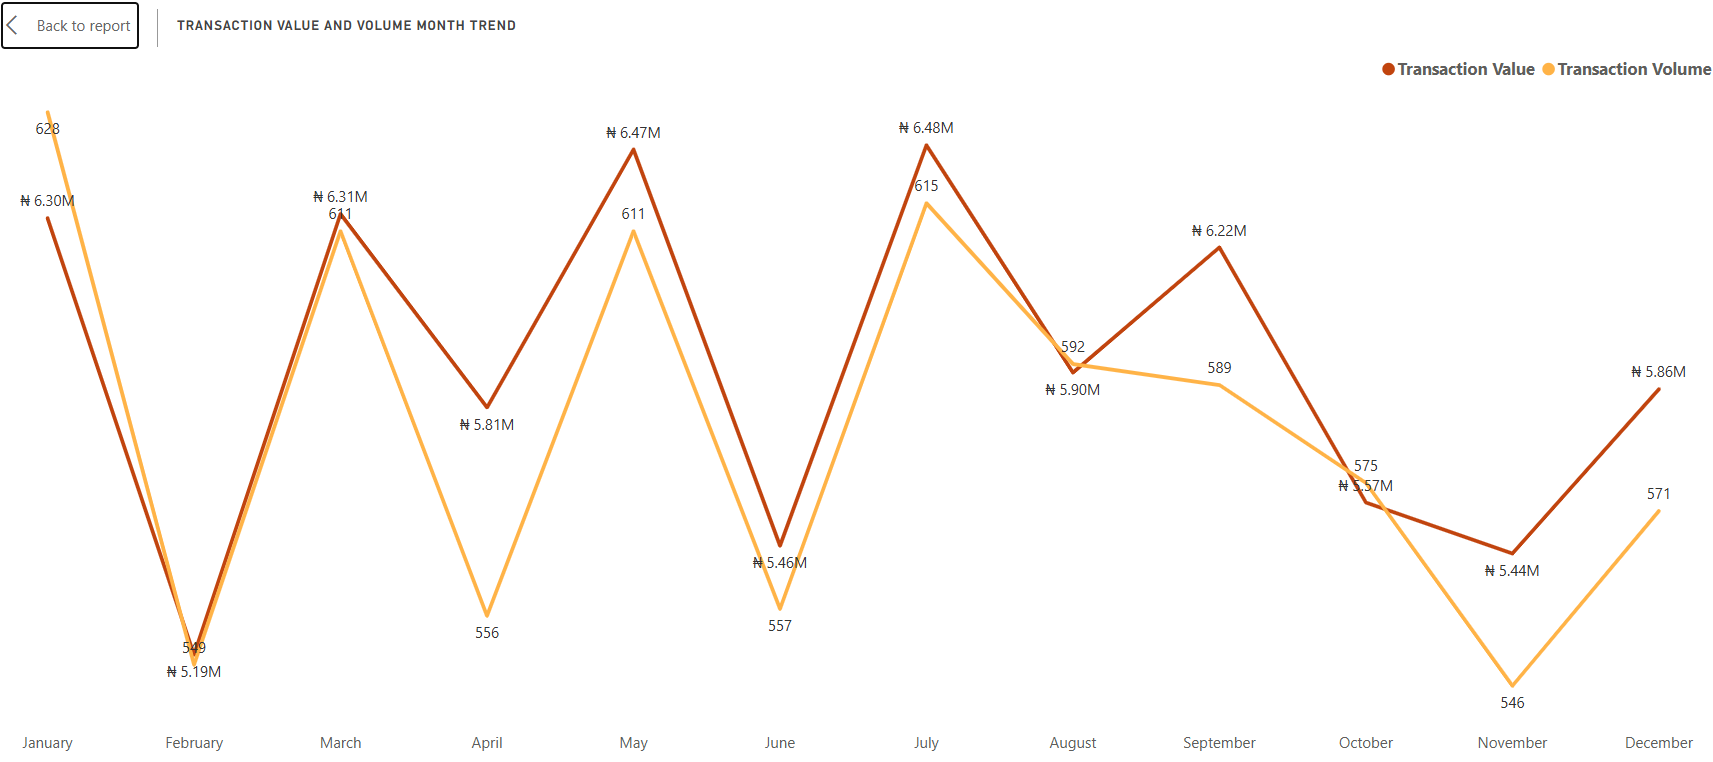 Back to report
TRANSACTION VALUE AND VOLUME MONTH TREND
Transaction Value Transaction Volume
628
₦ 6.30M
549
₦ 5.19M
₦ 6.31M
611
₦ 5.81M
556
₦ 6.47M
611
₦ 5.46M
557
₦ 6.48M
615
592
₦ 5.90M
₦ 6.22M
589
575
₦ 5.57M
₦ 5.44M
546
₦ 5.86M
571
January February March April May June July August September October November December